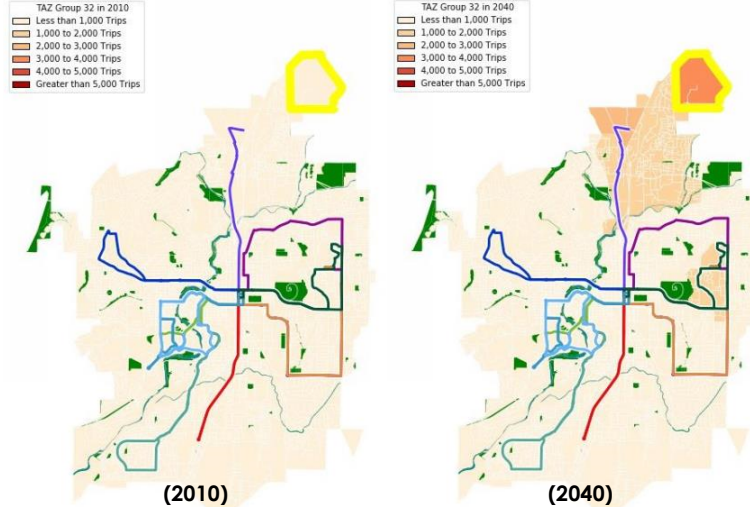 TAZ Group 32 in 2010
Less than 1,000 Trips
1,000 to 2,000 Trips
2,000 to 3,000 Trips
3,000 to 4,000 Trips
4,000 to 5,000 Trips
Greater than 5,000 Trips
TAZ Group 32 in 2040
Less than 1,000 Trips
1,000 to 2,000 Trips
2,000 to 3,000 Trips
3,000 to 4,000 Trips
4,000 to 5,000 Trips
Greater than 5,000 Trips
(2010)
(2040)